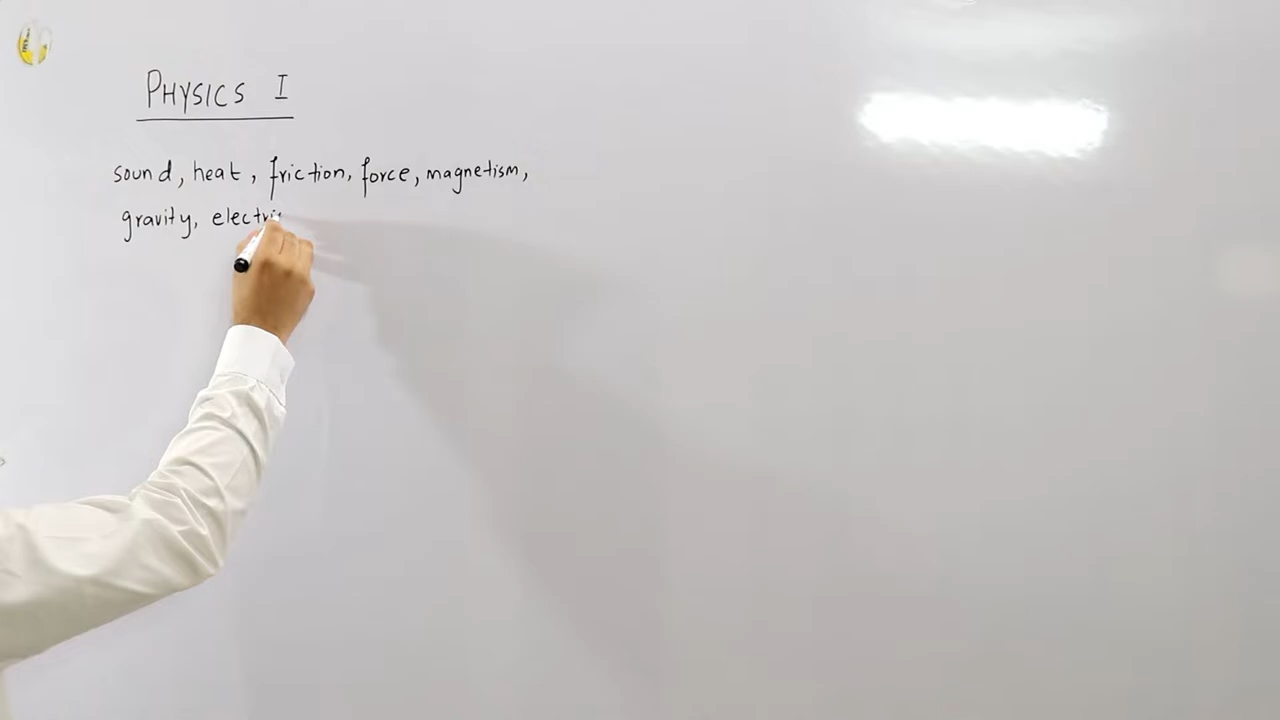 PHYSICS I
sound, heat, friction, force, magnetism,
gravity, electri